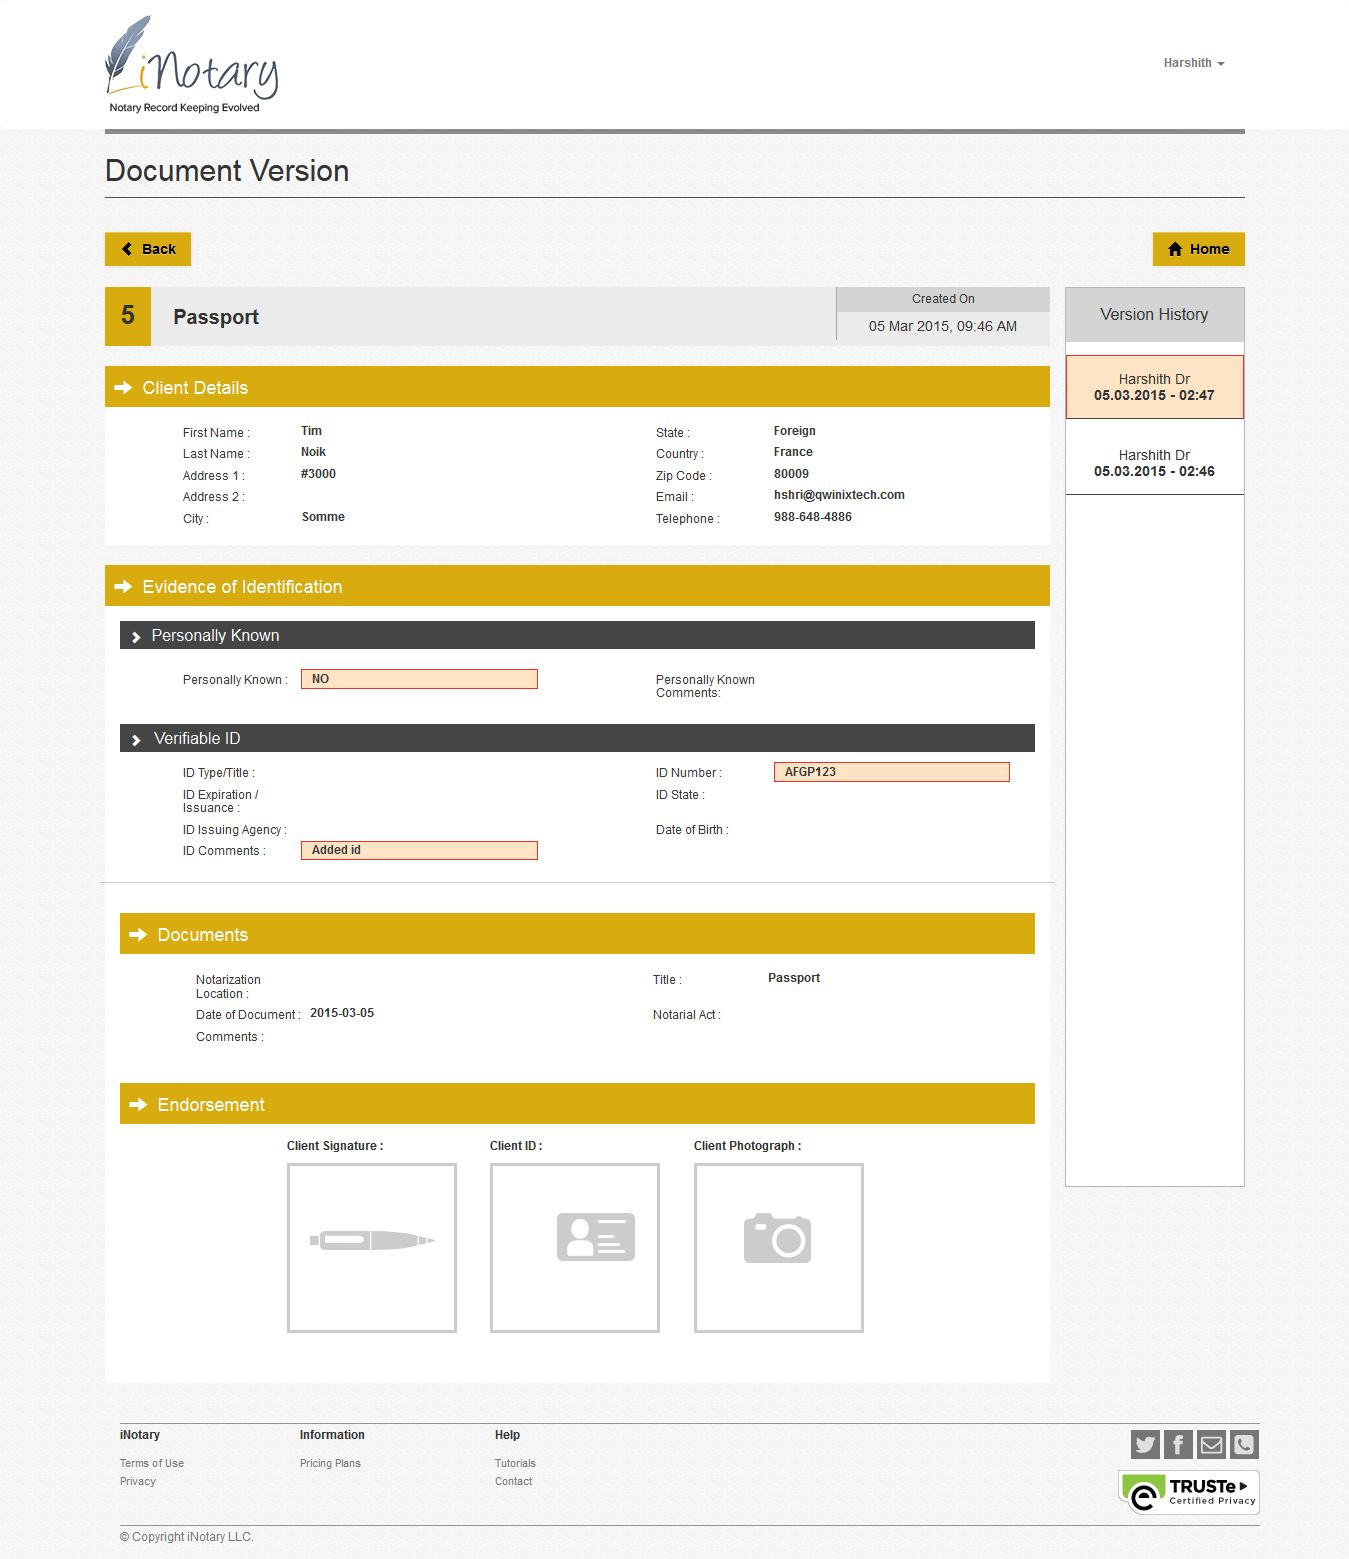 iNotary
Notary Record Keeping Evolved
Harshith
Document Version
Back
Home
5
Passport
Created On
05 Mar 2015, 09:46 AM
Version History
Harshith Dr
05.03.2015 - 02:47
Harshith Dr
05.03.2015 - 02:46
Client Details
First Name : Tim
Last Name : Noik
Address 1 : #3000
Address 2 :
City : Somme
State : Foreign
Country : France
Zip Code : 80009
Email : hshri@qwinixtech.com
Telephone : 988-648-4886
Evidence of Identification
Personally Known
Personally Known : NO
Personally Known
Comments:
Verifiable ID
ID Type/Title :
ID Number : AFGP123
ID Expiration /
Issuance :
ID State :
ID Issuing Agency :
Date of Birth :
ID Comments : Added id
Documents
Notarization
Location :
Title : Passport
Date of Document : 2015-03-05
Notarial Act :
Comments :
Endorsement
Client Signature :
Client ID :
Client Photograph :
iNotary
Terms of Use
Privacy
Information
Pricing Plans
Help
Tutorials
Contact
TRUSTe
Certified Privacy
© Copyright iNotary LLC.